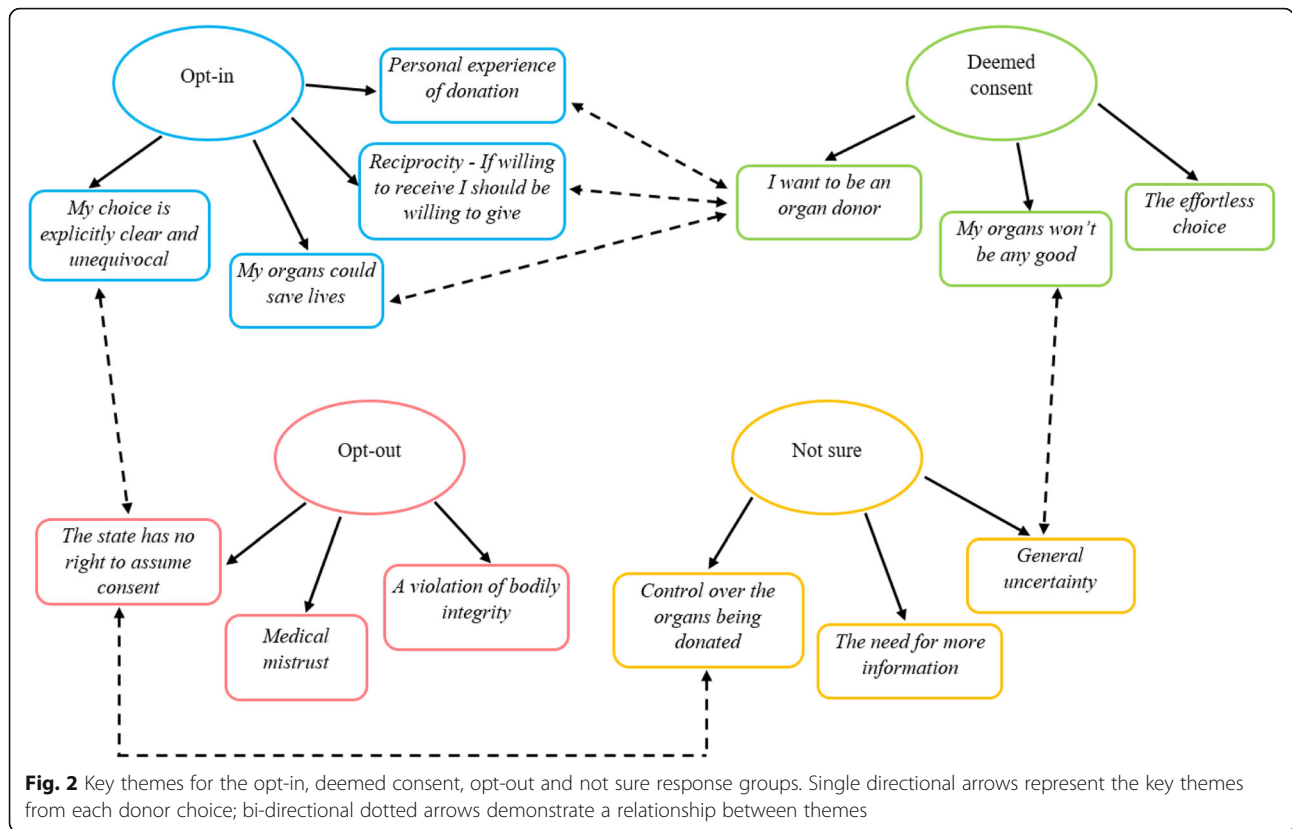 Opt-in
Personal experience
of donation
Reciprocity - If willing
to receive I should be
willing to give
My choice is
explicitly clear and
unequivocal
My organs could
save lives
Deemed
consent
I want to be an
organ donor
My organs won't
be any good
The effortless
choice
Opt-out
The state has no
right to assume
consent
Medical
mistrust
A violation of bodily
integrity
Not sure
Control over the
organs being
donated
The need for more
information
General
uncertainty
Fig. 2 Key themes for the opt-in, deemed consent, opt-out and not sure response groups. Single directional arrows represent the key themes
from each donor choice; bi-directional dotted arrows demonstrate a relationship between themes